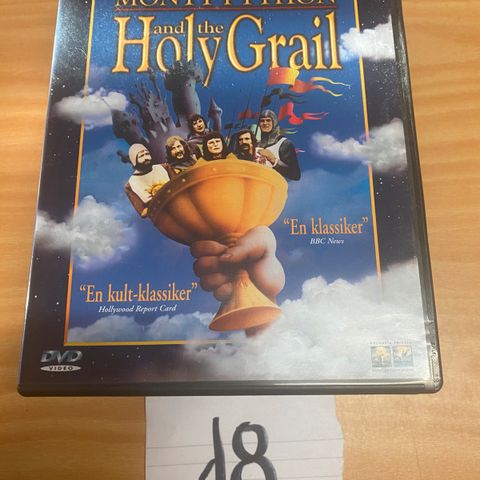 MONTY PYTHON
and the
Holy Grail
"En klassiker"
BBC News
"En kult-klassiker"
Hollywood Report Card
DVD
VIDEO
18